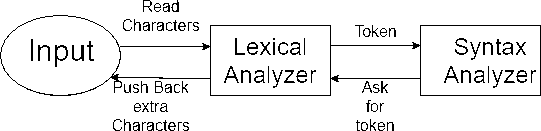 Input
Read
Characters
Push Back
extra
Characters
Lexical
Analyzer
Token
Ask
for
token
Syntax
Analyzer